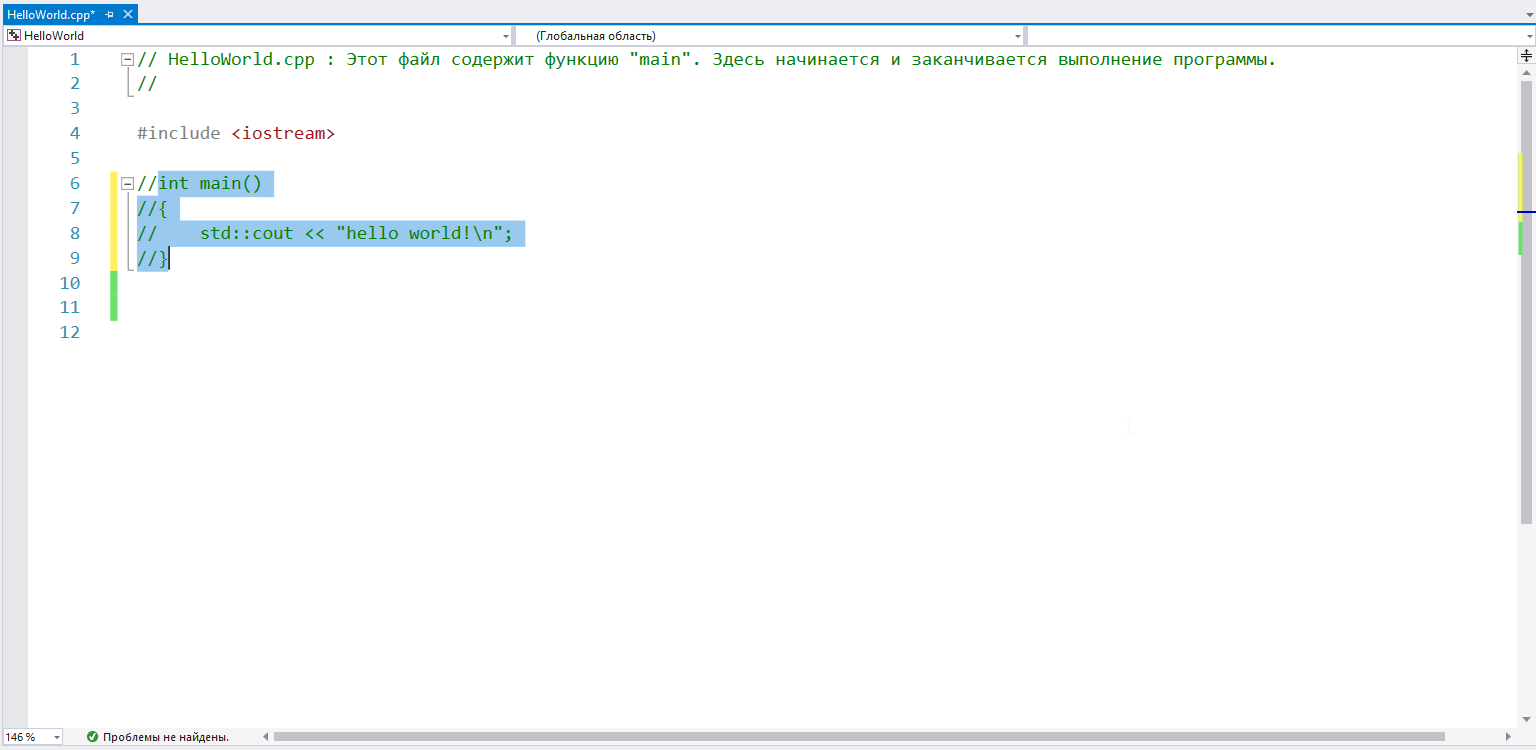 HelloWorld.cpp*
HelloWorld (Глобальная область)
1 // HelloWorld.cpp : Этот файл содержит функцию "main". Здесь начинается и заканчивается выполнение программы.
2 //
3
4 #include <iostream>
5
6 //int main()
7 //{
8 //    std::cout << "hello world!\n";
9 //}
10
11
12
146 % Проблемы не найдены.